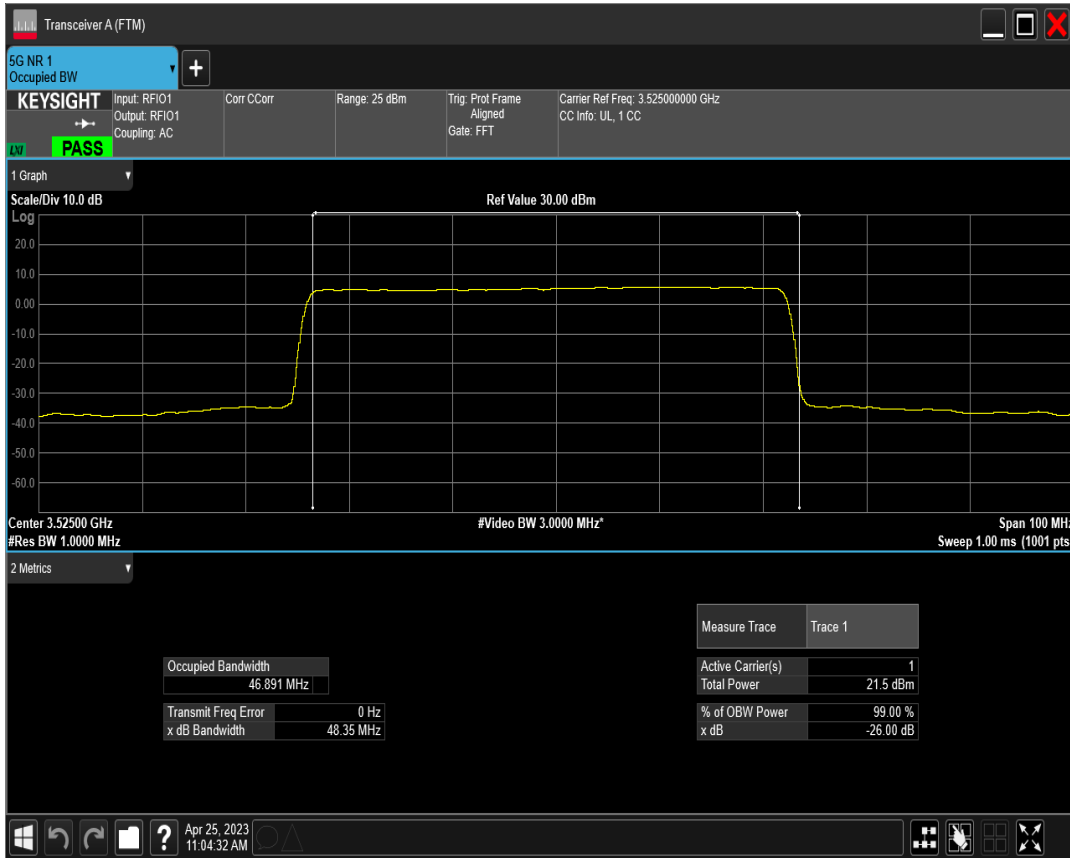 Transceiver A (FTM)
5G NR 1
Occupied BW
+
KEYSIGHT
LXI
PASS
Input: RFIO1
Output: RFIO1
Coupling: AC
Corr CCorr
Range: 25 dBm
Trig: Prot Frame
Aligned
Gate: FFT
Carrier Ref Freq: 3.525000000 GHz
CC Info: UL, 1 CC
1 Graph
Scale/Div 10.0 dB
Ref Value 30.00 dBm
Log
20.0
10.0
0.00
-10.0
-20.0
-30.0
-40.0
-50.0
-60.0
Center 3.52500 GHz
#Video BW 3.0000 MHz*
Span 100 MHz
#Res BW 1.0000 MHz
Sweep 1.00 ms (1001 pts
2 Metrics
Measure Trace Trace 1
Occupied Bandwidth
46.891 MHz
Active Carrier(s) 1
Total Power 21.5 dBm
Transmit Freq Error 0 Hz
x dB Bandwidth 48.35 MHz
% of OBW Power 99.00 %
x dB -26.00 dB
?
Apr 25, 2023
11:04:32 AM